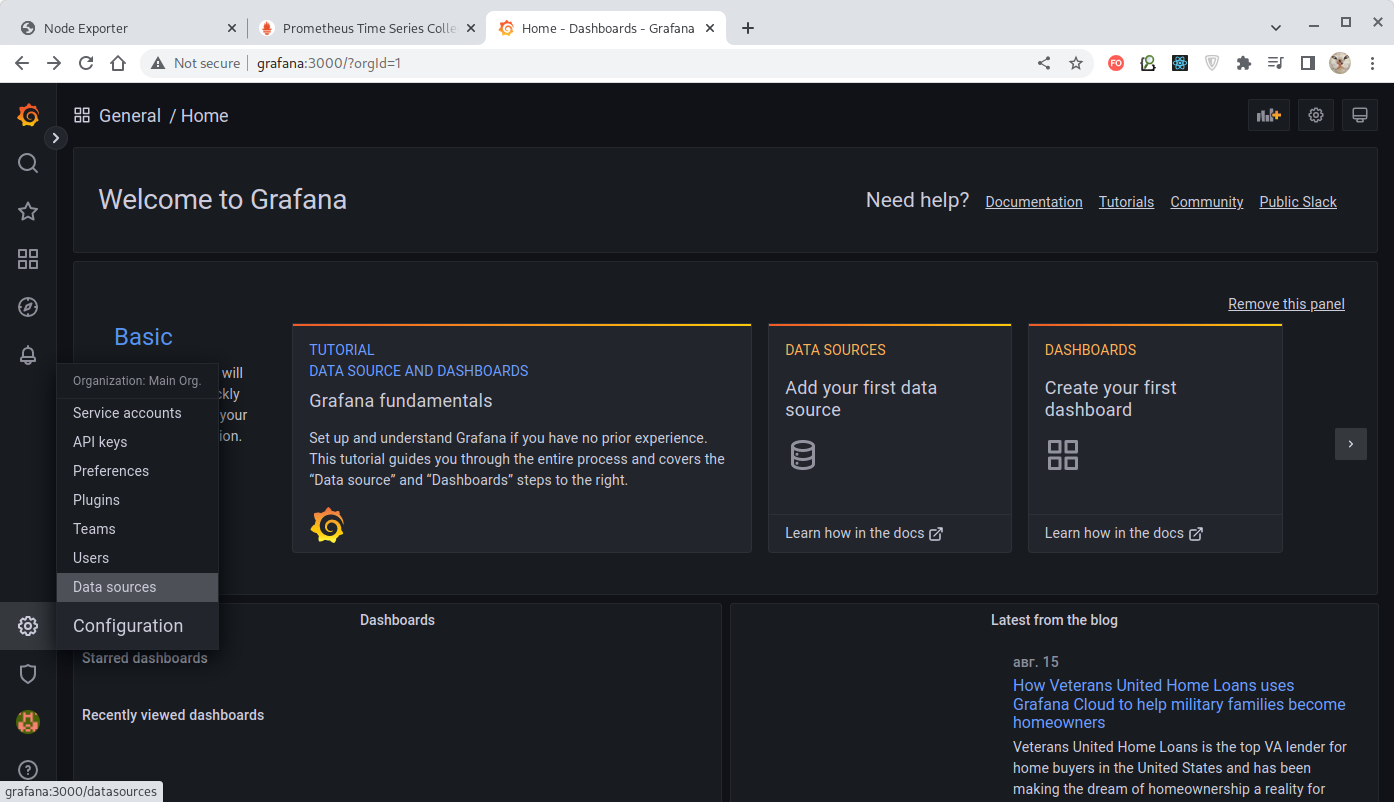 Node Exporter
Prometheus Time Series Colle
Home - Dashboards - Grafana
Not secure
grafana:3000/?orgId=1
FO
General / Home
Welcome to Grafana
Need help?
Documentation
Tutorials
Community
Public Slack
Remove this panel
Basic
will
ckly
your
ion.
TUTORIAL
DATA SOURCE AND DASHBOARDS
Grafana fundamentals
Set up and understand Grafana if you have no prior experience.
This tutorial guides you through the entire process and covers the
“Data source” and “Dashboards” steps to the right.
DATA SOURCES
Add your first data
source
Learn how in the docs
DASHBOARDS
Create your first
dashboard
Learn how in the docs
Organization: Main Org.
Service accounts
API keys
Preferences
Plugins
Teams
Users
Data sources
Configuration
Dashboards
Starred dashboards
Recently viewed dashboards
Latest from the blog
авг. 15
How Veterans United Home Loans uses
Grafana Cloud to help military families become
homeowners
Veterans United Home Loans is the top VA lender for
home buyers in the United States and has been
making the dream of homeownership a reality for
grafana:3000/datasources